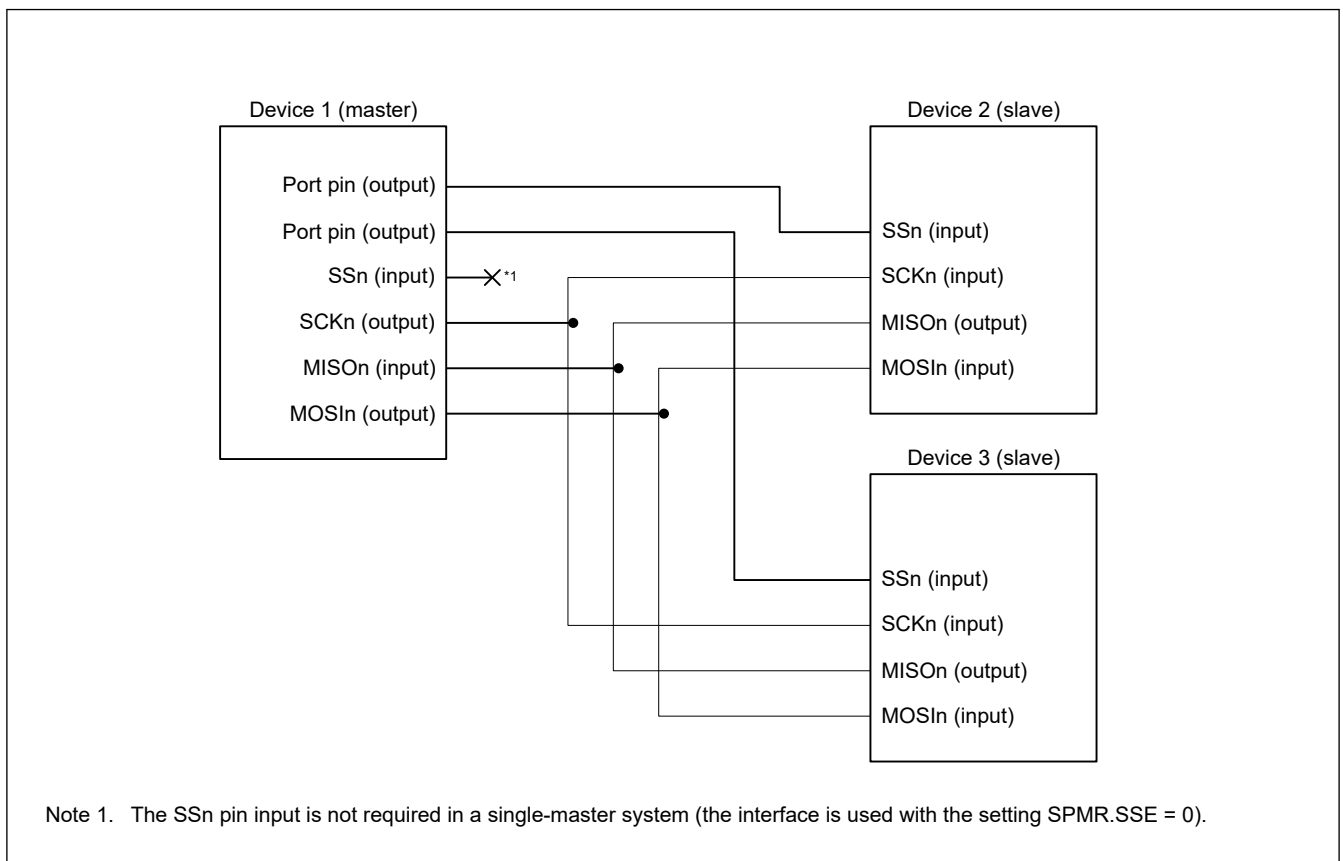 Device 1 (master)
Port pin (output)
Port pin (output)
SSn (input)
*1
SCKn (output)
MISOn (input)
MOSIn (output)
Device 2 (slave)
SSn (input)
SCKn (input)
MISOn (output)
MOSIn (input)
Device 3 (slave)
SSn (input)
SCKn (input)
MISOn (output)
MOSIn (input)
Note 1. The SSn pin input is not required in a single-master system (the interface is used with the setting SPMR.SSE = 0).